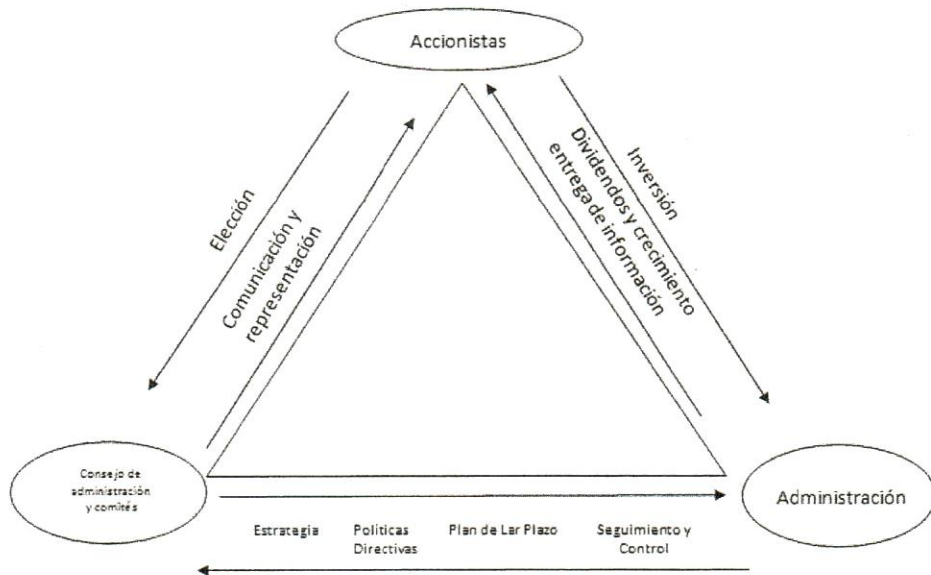 Accionistas
Elección
Comunicación y
representación
Inversión
Dividendos y crecimiento
entrega de información
Consejo de
administración
y comités
Administración
Estrategia
Políticas
Directivas
Plan de Lar Plazo
Seguimiento y
Control